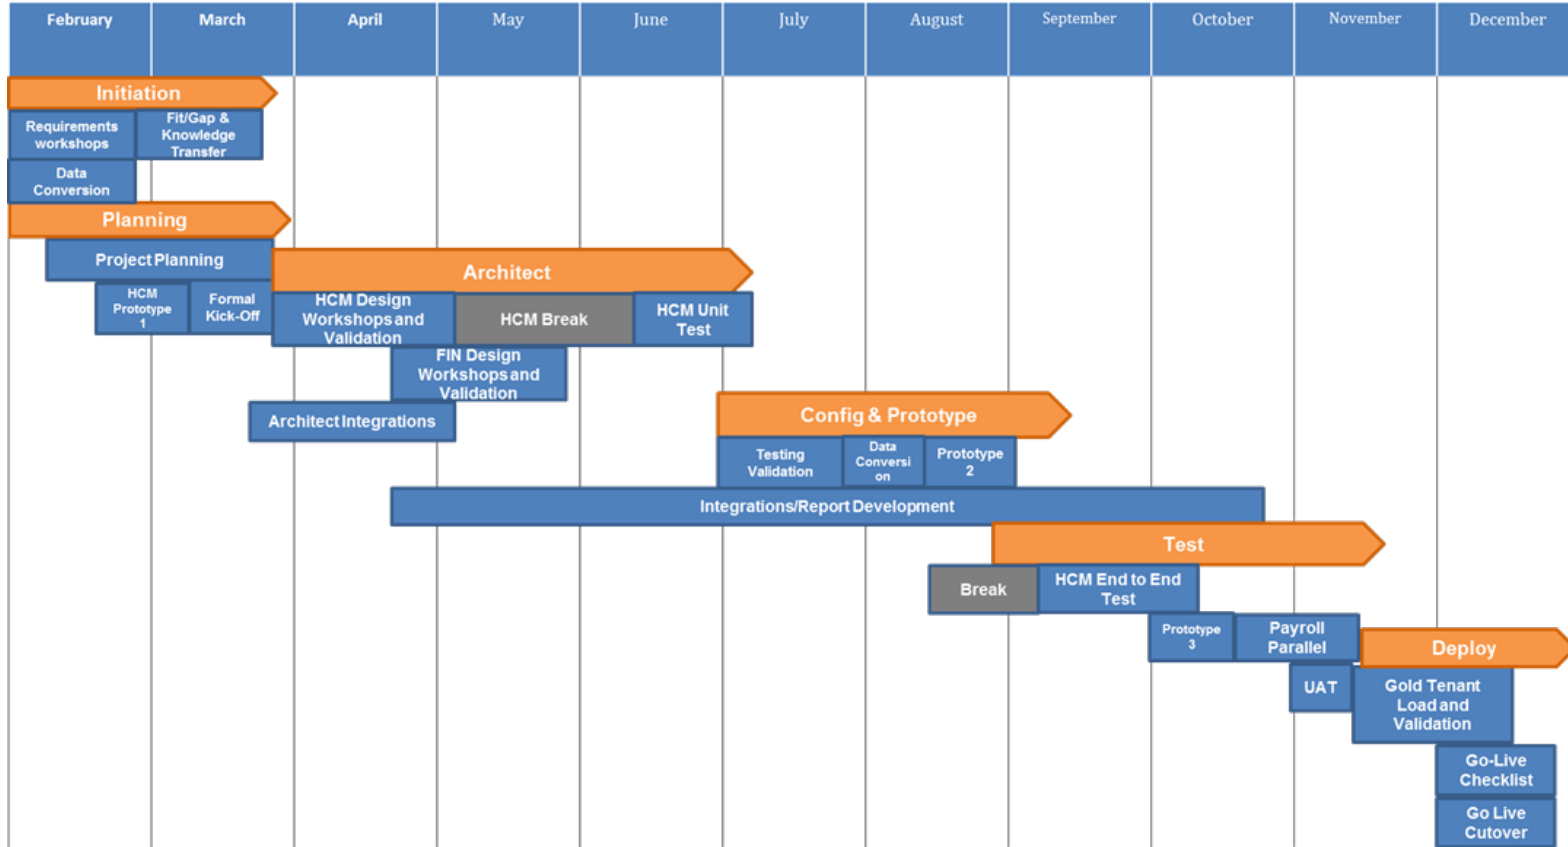 February March April May June July August September October November December
Initiation
Requirements
workshops
Fit/Gap &
Knowledge
Transfer
Data
Conversion
Planning
Project Planning
HCM
Prototype
1
Formal
Kick-Off
Architect
HCM Design
Workshops and
Validation
HCM Break
HCM Unit
Test
FIN Design
Workshops and
Validation
Architect Integrations
Config & Prototype
Testing
Validation
Data
Conversi
on
Prototype
2
Integrations/Report Development
Test
Break
HCM End to End
Test
Prototype
3
Payroll
Parallel
Deploy
UAT
Gold Tenant
Load and
Validation
Go-Live
Checklist
Go Live
Cutover